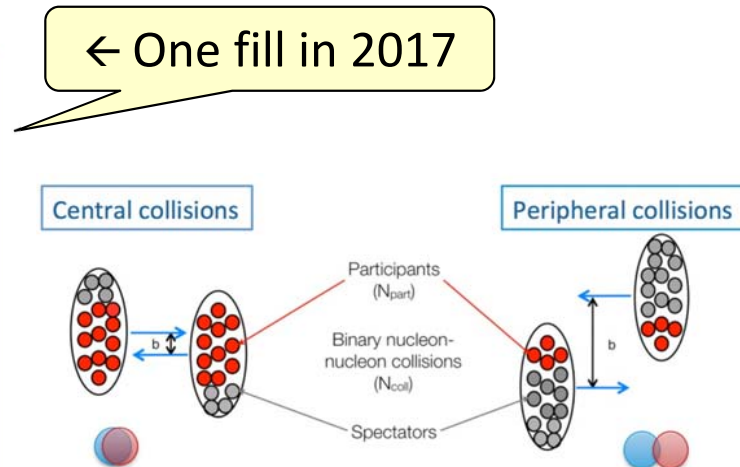 ← One fill in 2017
Central collisions
Peripheral collisions
Participants
(Npart)
b
Binary nucleon-
nucleon collisions
(Ncoll)
b
Spectators